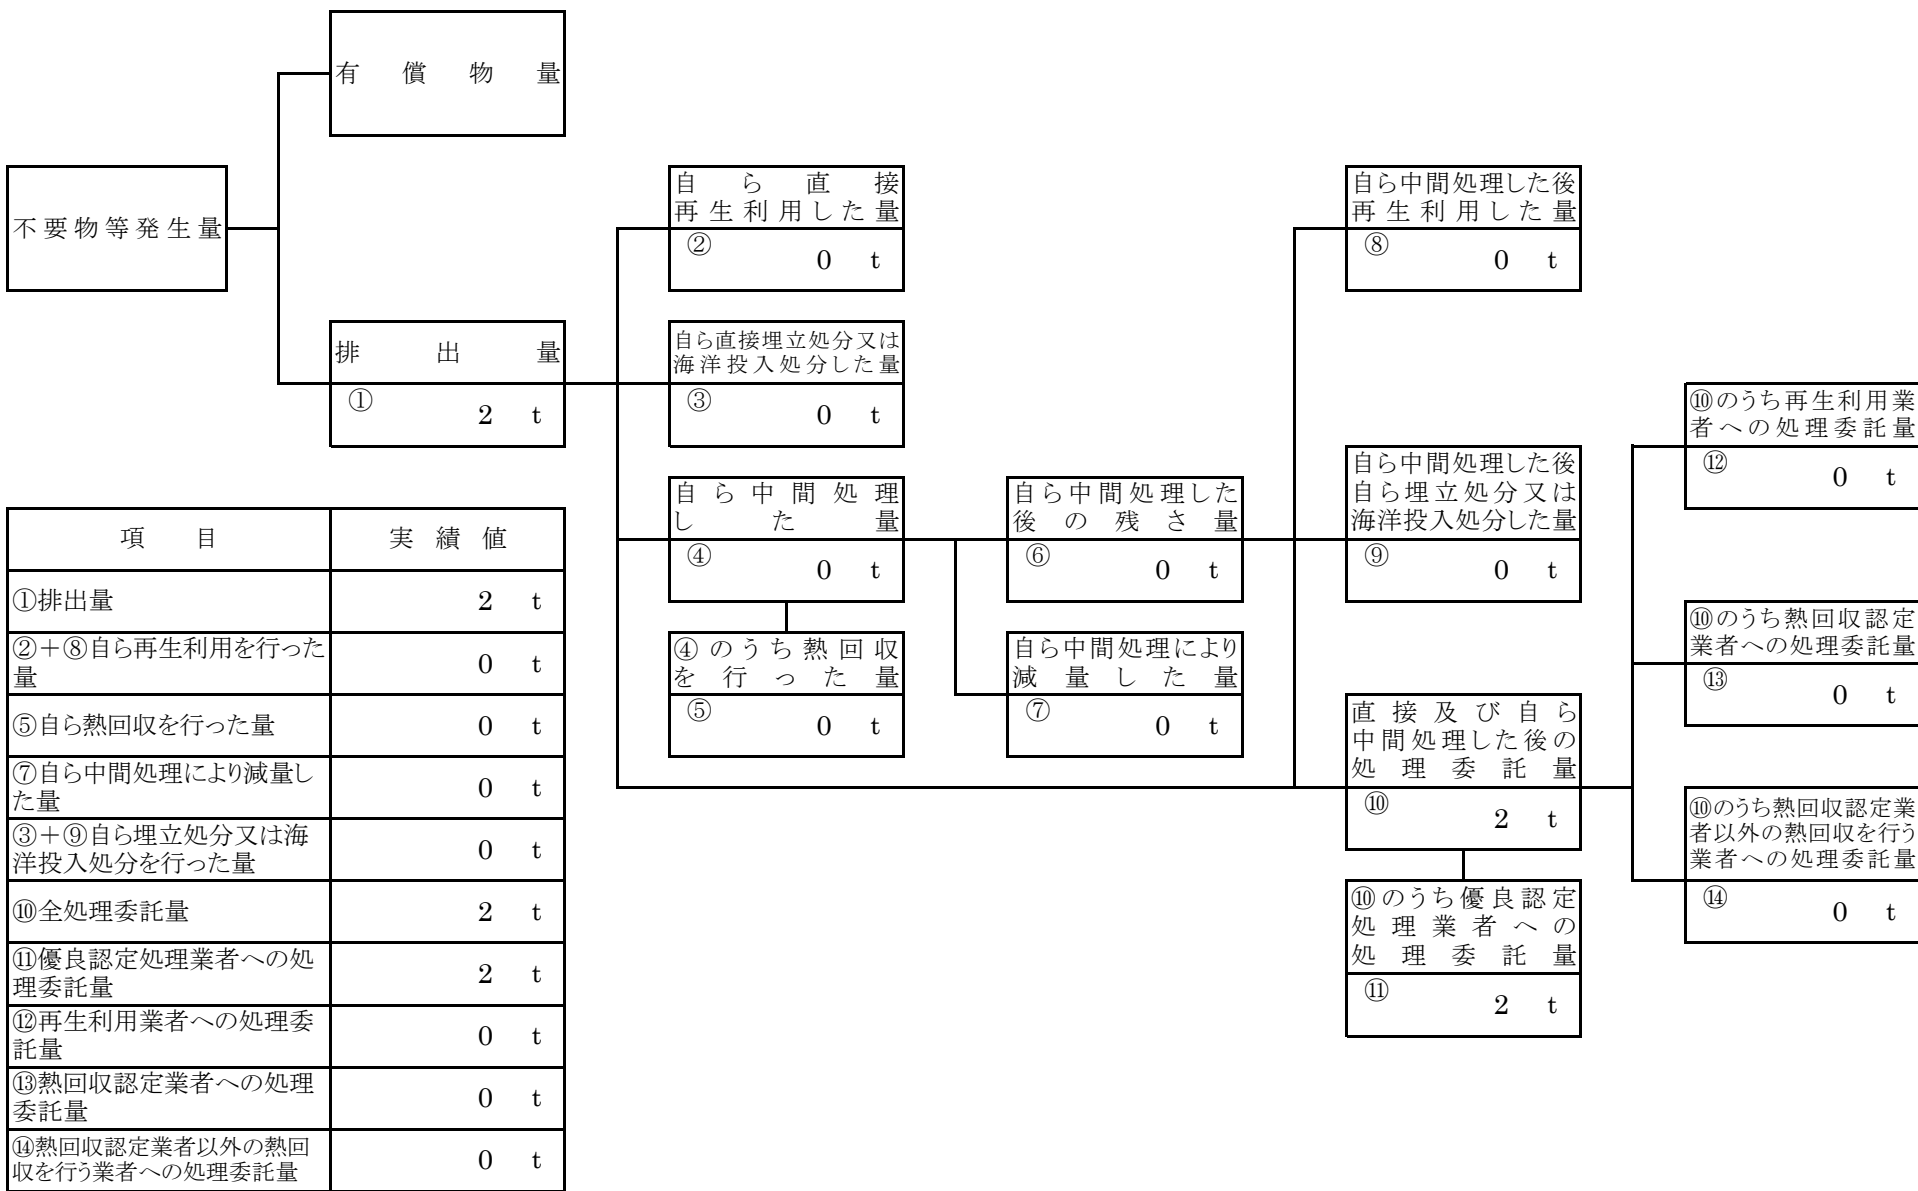 有償物量
不要物等発生量
排出量
① 2 t
自ら直接
再生利用した量
② 0 t
自ら直接埋立処分又は
海洋投入処分した量
③ 0 t
自ら中間処理
した量
④ 0 t
④のうち熱回収
を行った量
⑤ 0 t
自ら中間処理した
後の残さ量
⑥ 0 t
自ら中間処理により
減量した量
⑦ 0 t
自ら中間処理した後
再生利用した量
⑧ 0 t
自ら中間処理した後
自ら埋立処分又は
海洋投入処分した量
⑨ 0 t
直接及び自ら
中間処理した後の
処理委託量
⑩ 2 t
⑩のうち優良認定
処理業者への
処理委託量
⑪ 2 t
⑩のうち再生利用業
者への処理委託量
⑫ 0 t
⑩のうち熱回収認定
業者への処理委託量
⑬ 0 t
⑩のうち熱回収認定業
者以外の熱回収を行う
業者への処理委託量
⑭ 0 t
項目 実績値
①排出量 2 t
②+⑧自ら再生利用を行った
量 0 t
⑤自ら熱回収を行った量 0 t
⑦自ら中間処理により減量し
た量 0 t
③+⑨自ら埋立処分又は海
洋投入処分を行った量 0 t
⑩全処理委託量 2 t
⑪優良認定処理業者への処
理委託量 2 t
⑫再生利用業者への処理委
託量 0 t
⑬熱回収認定業者への処理
委託量 0 t
⑭熱回収認定業者以外の熱回
収を行う業者への処理委託量 0 t